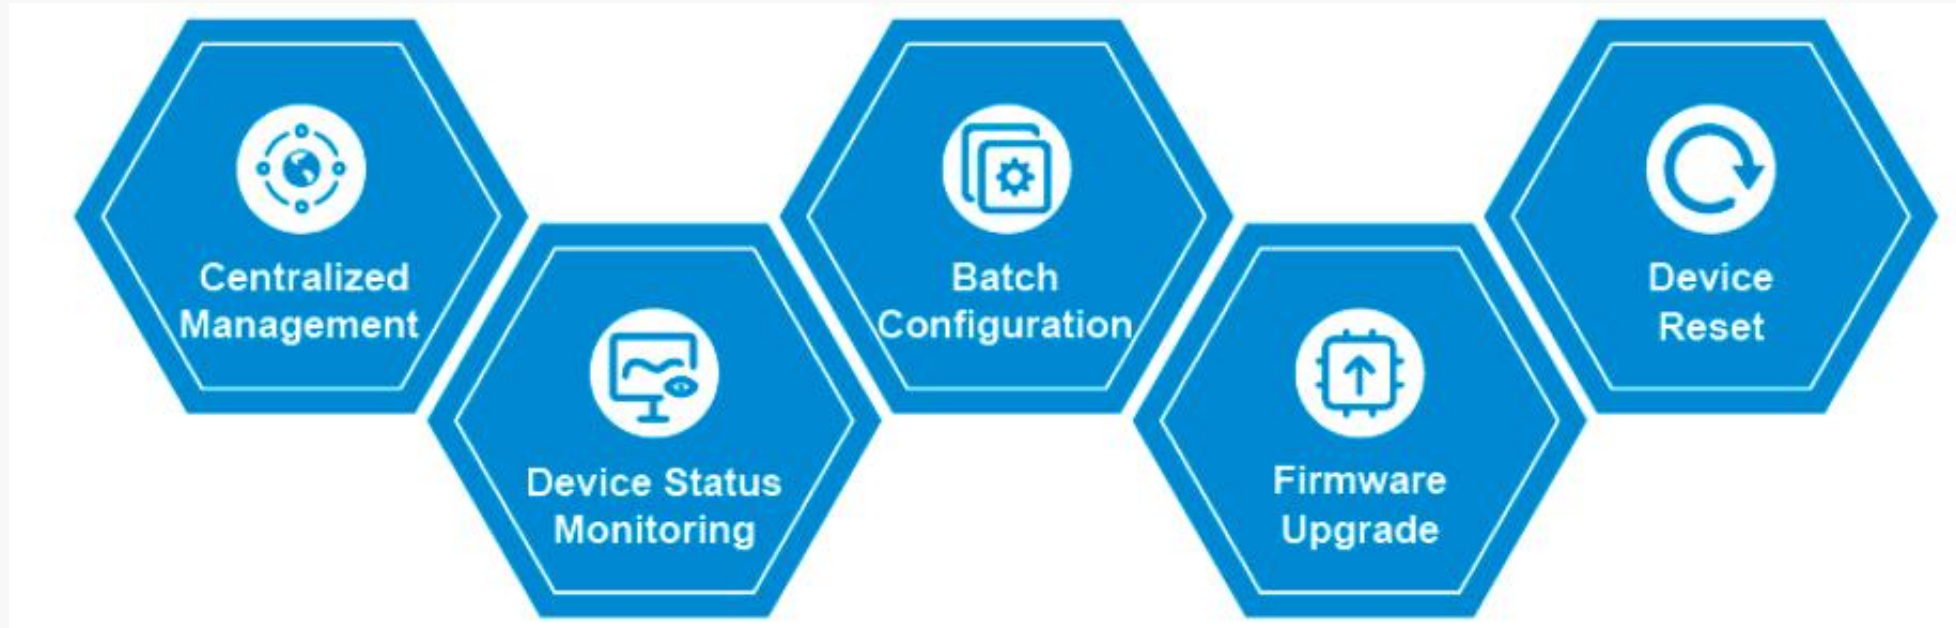 Centralized
Management
Device Status
Monitoring
Batch
Configuration
Firmware
Upgrade
Device
Reset